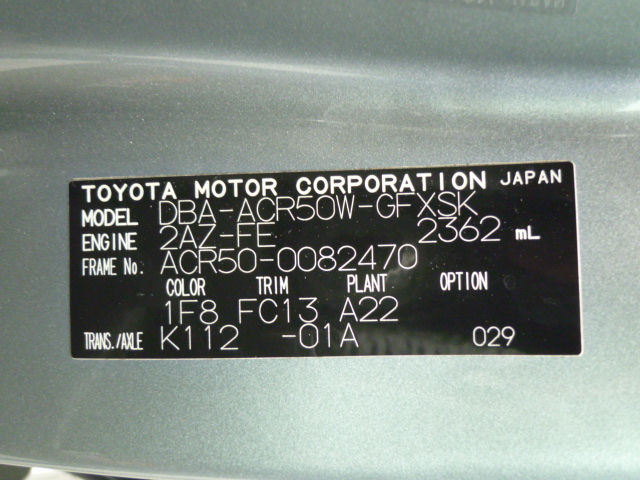 TOYOTA MOTOR CORPORATION JAPAN
MODEL DBA-ACR50W-GFXSK
ENGINE 2AZ-FE 2362 mL
FRAME No. ACR50-0082470
COLOR TRIM PLANT OPTION
1F8 FC13 A22
TRANS./AXLE K112 -01A 029